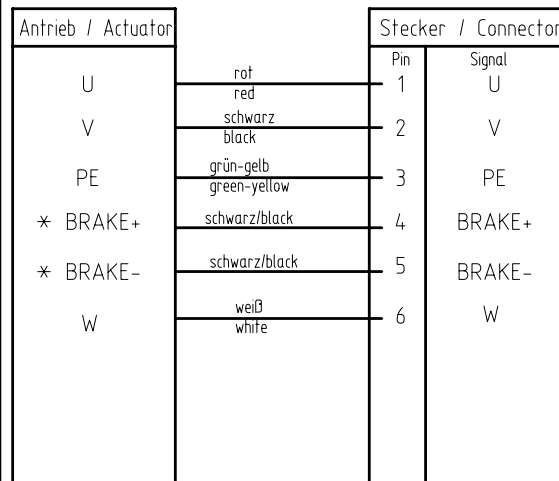 Antrieb / Actuator
Stecker / Connector
Pin
Signal
U
rot
red
1
U
V
schwarz
black
2
V
PE
grün-gelb
green-yellow
3
PE
* BRAKE+
schwarz/black
4
BRAKE+
* BRAKE-
schwarz/black
5
BRAKE-
W
weiß
white
6
W